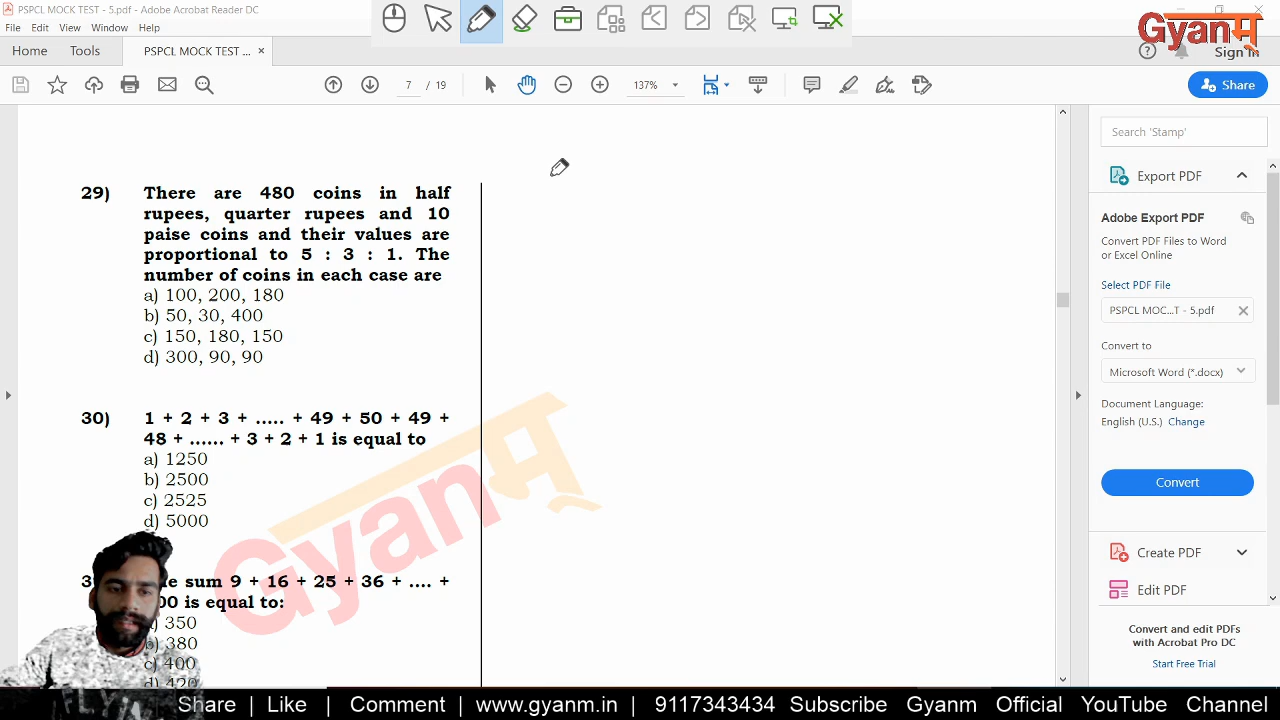 PSPCL MOCK TEST - 5.pdf - Adobe Acrobat Reader DC
File Edit View Window Help
Gyanम्
Home Tools PSPCL MOCK TEST ... ×
Sign In
7 / 19
137%
Share
Search 'Stamp'
Export PDF
Adobe Export PDF
Convert PDF Files to Word
or Excel Online
Select PDF File
PSPCL MOC...T - 5.pdf
Convert to
Microsoft Word (*.docx)
Document Language:
English (U.S.) Change
Convert
Create PDF
Edit PDF
Convert and edit PDFs
with Acrobat Pro DC
Start Free Trial
29) There are 480 coins in half
rupees, quarter rupees and 10
paise coins and their values are
proportional to 5 : 3 : 1. The
number of coins in each case are
a) 100, 200, 180
b) 50, 30, 400
c) 150, 180, 150
d) 300, 90, 90
30) 1 + 2 + 3 + ..... + 49 + 50 + 49 +
48 + ...... + 3 + 2 + 1 is equal to
a) 1250
b) 2500
c) 2525
d) 5000
sum 9 + 16 + 25 + 36 + .... +
is equal to:
350
b) 380
c) 400
d) 420
Gyanम्
Share | Like | Comment | www.gyanm.in | 9117343434 Subscribe Gyanm Official YouTube Channel